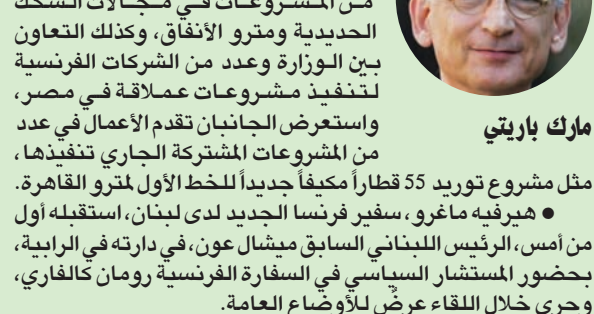 من المشروعات في مجالات السكك
الحديدية ومترو الأنفاق، وكذلك التعاون
بين الوزارة وعدد من الشركات الفرنسية
لتنفيذ مشروعات عملاقة في مصر،
واستعرض الجانبان تقدم الأعمال في عدد
من المشروعات المشتركة الجاري تنفيذها،
مثل مشروع توريد 55 قطاراً مكيفاً جديداً للخط الأول لمترو القاهرة.
● هيرفيه ماغرو، سفير فرنسا الجديد لدى لبنان، استقبله أول
من أمس، الرئيس اللبناني السابق ميشال عون، في دارته في الرابية،
بحضور المستشار السياسي في السفارة الفرنسية رومان كالفاري،
وجرى خلال اللقاء عرضٌ للأوضاع العامة.
مارك باريتي